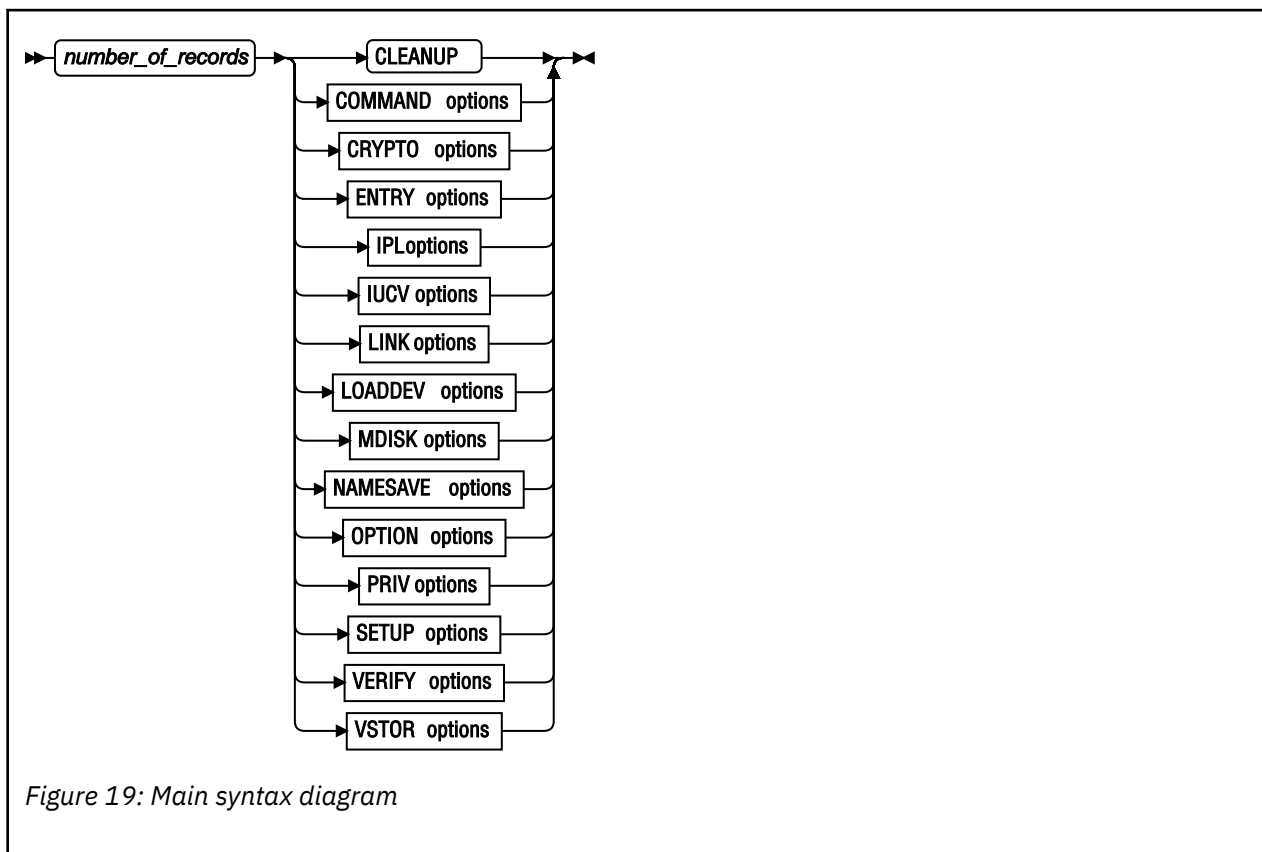 number_of_records CLEANUP
COMMAND options
CRYPTO options
ENTRY options
IPLoptions
IUCV options
LINK options
LOADDEV options
MDISK options
NAMESAVE options
OPTION options
PRIV options
SETUP options
VERIFY options
VSTOR options
Figure 19: Main syntax diagram